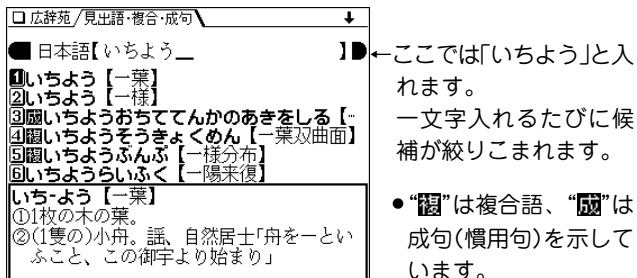 広辞苑/見出語・複合・成句
日本語【いちよう_ 】
1いちよう【一葉】
2いちよう【一様】
3成いちようおちててんかのあきをしる【一
4複いちようそうきょくめん【一葉双曲面】
5複いちようぶんぷ【一様分布】
6いちようらいふく【一陽来復】
いち-よう【一葉】
①1枚の木の葉。
②(1隻の)小舟。謡、自然居士「舟を一とい
ふこと、この御宇より始まり」
←ここでは「いちよう」と入
れます。
一文字入れるたびに候
補が絞りこまれます。
●“複”は複合語、“成”は
成句(慣用句)を示して
います。